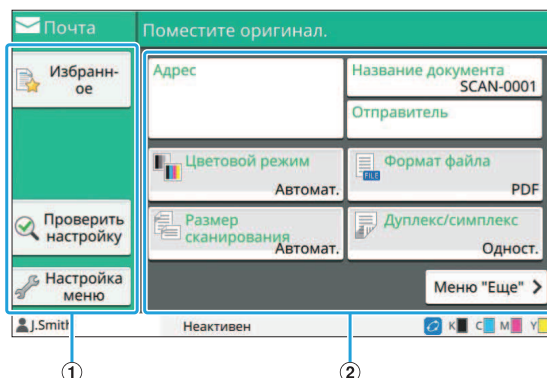 Почта
Поместите оригинал.
Избранн-
ое
Проверить
настройку
Настройка
меню
Адрес
Название документа
SCAN-0001
Отправитель
Цветовой режим
Автомат.
Формат файла
FILE
PDF
Размер
сканирования
Автомат.
Дуплекс/симплекс
Одност.
Меню "Еще" >
J.Smith
Неактивен
K C M Y
1
2